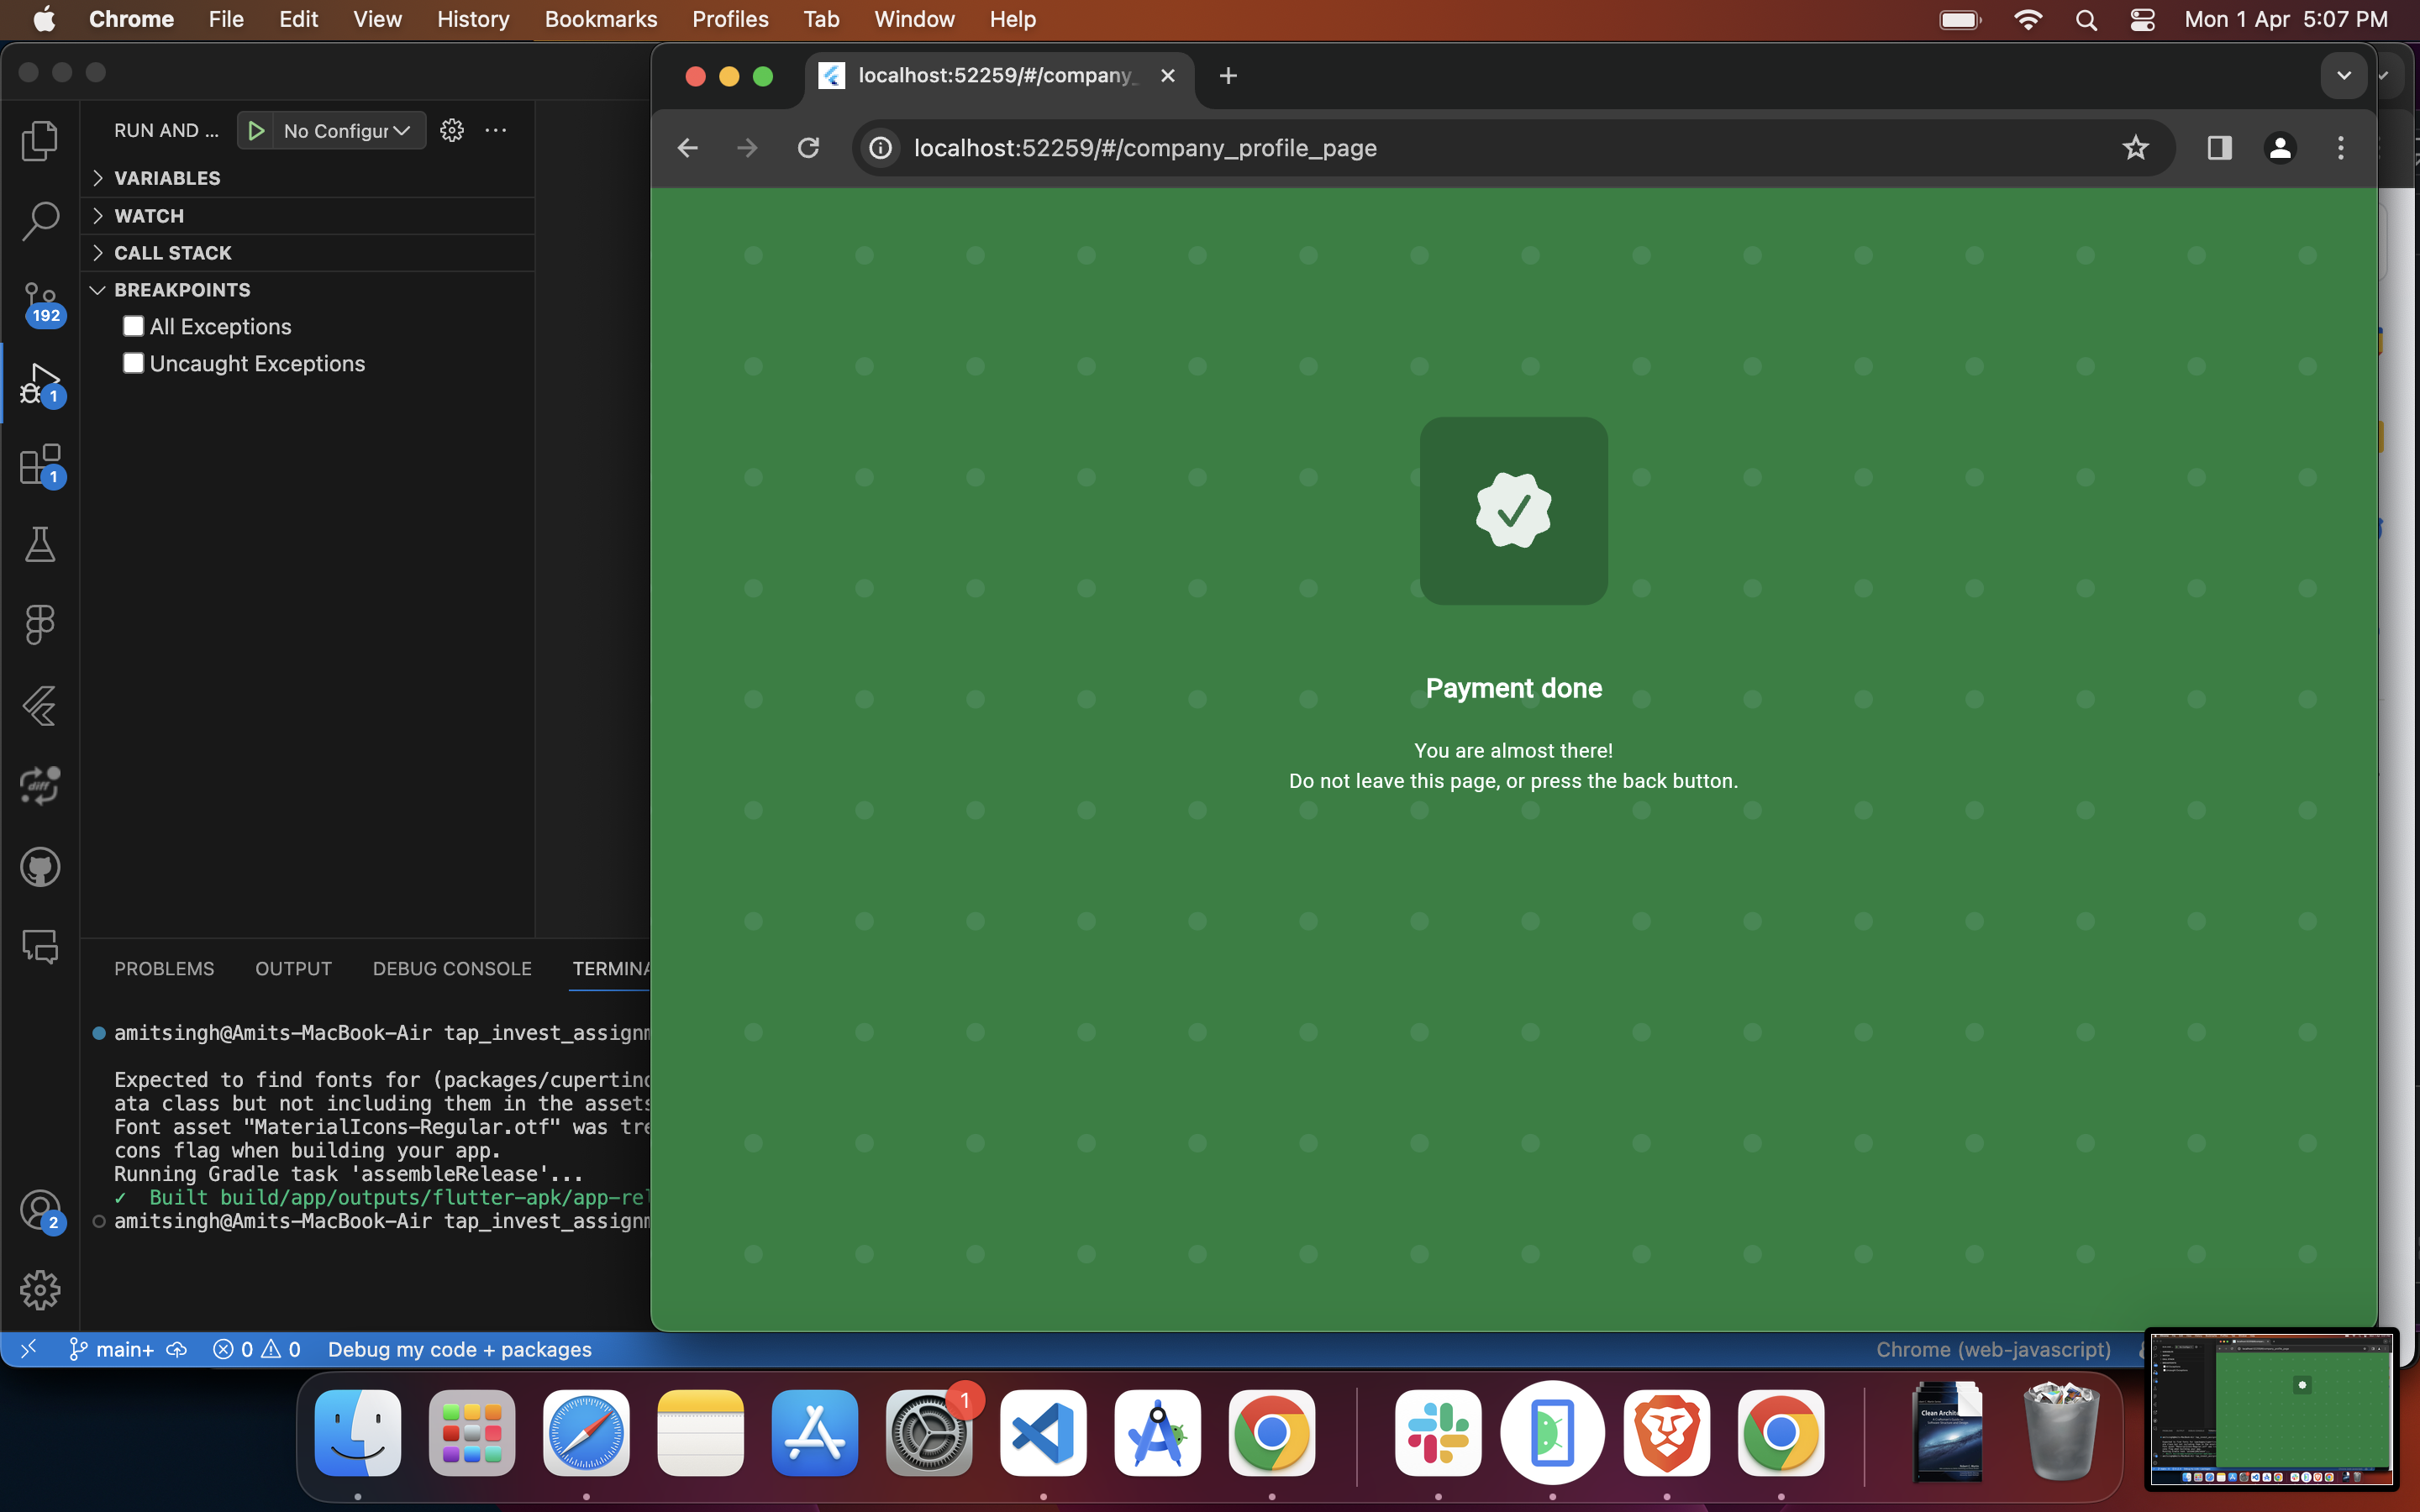 Chrome File Edit View History Bookmarks Profiles Tab Window Help Mon 1 Apr 5:07 PM
localhost:52259/#/company_
localhost:52259/#/company_profile_page
RUN AND ... No Configur
VARIABLES
WATCH
CALL STACK
BREAKPOINTS
All Exceptions
Uncaught Exceptions
192
1
1
diff
2
Payment done
You are almost there!
Do not leave this page, or press the back button.
PROBLEMS OUTPUT DEBUG CONSOLE TERMINA
amitsingh@Amits-MacBook-Air tap_invest_assignm
Expected to find fonts for (packages/cupertino
ata class but not including them in the assets
Font asset "MaterialIcons-Regular.otf" was tre
cons flag when building your app.
Running Gradle task 'assembleRelease'...
✓ Built build/app/outputs/flutter-apk/app-rel
amitsingh@Amits-MacBook-Air tap_invest_assignm
main+ 0 0 Debug my code + packages Chrome (web-javascript)
1
Clean Archite